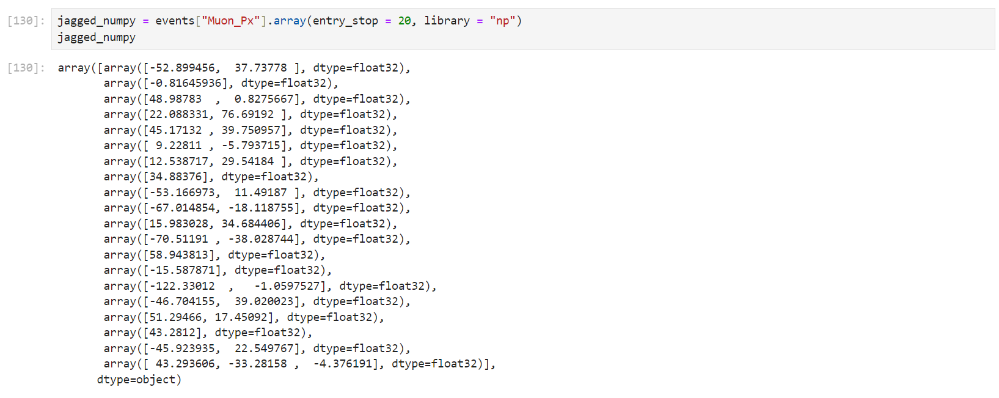 [130]: jagged_numpy = events["Muon_Px"].array(entry_stop = 20, library = "np")
jagged_numpy
[130]: array([array([-52.899456,  37.73778 ], dtype=float32),
       array([-0.81645936], dtype=float32),
       array([48.98783  ,  0.8275667], dtype=float32),
       array([22.088331, 76.69192 ], dtype=float32),
       array([45.17132 , 39.750957], dtype=float32),
       array([ 9.22811 , -5.793715], dtype=float32),
       array([12.538717, 29.54184 ], dtype=float32),
       array([34.88376], dtype=float32),
       array([-53.166973,  11.49187 ], dtype=float32),
       array([-67.014854, -18.118755], dtype=float32),
       array([15.983028, 34.684406], dtype=float32),
       array([-70.51191 , -38.028744], dtype=float32),
       array([58.943813], dtype=float32),
       array([-15.587871], dtype=float32),
       array([-122.33012  ,   -1.0597527], dtype=float32),
       array([-46.704155,  39.020023], dtype=float32),
       array([51.29466, 17.45092], dtype=float32),
       array([43.2812], dtype=float32),
       array([-45.923935,  22.549767], dtype=float32),
       array([ 43.293606, -33.28158 ,  -4.376191], dtype=float32)],
      dtype=object)